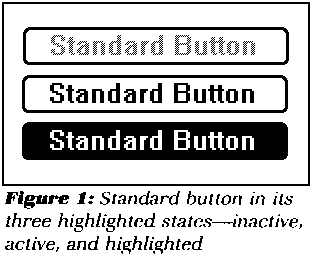 Standard Button
Standard Button
Standard Button
Figure 1: Standard button in its
three highlighted states—inactive,
active, and highlighted